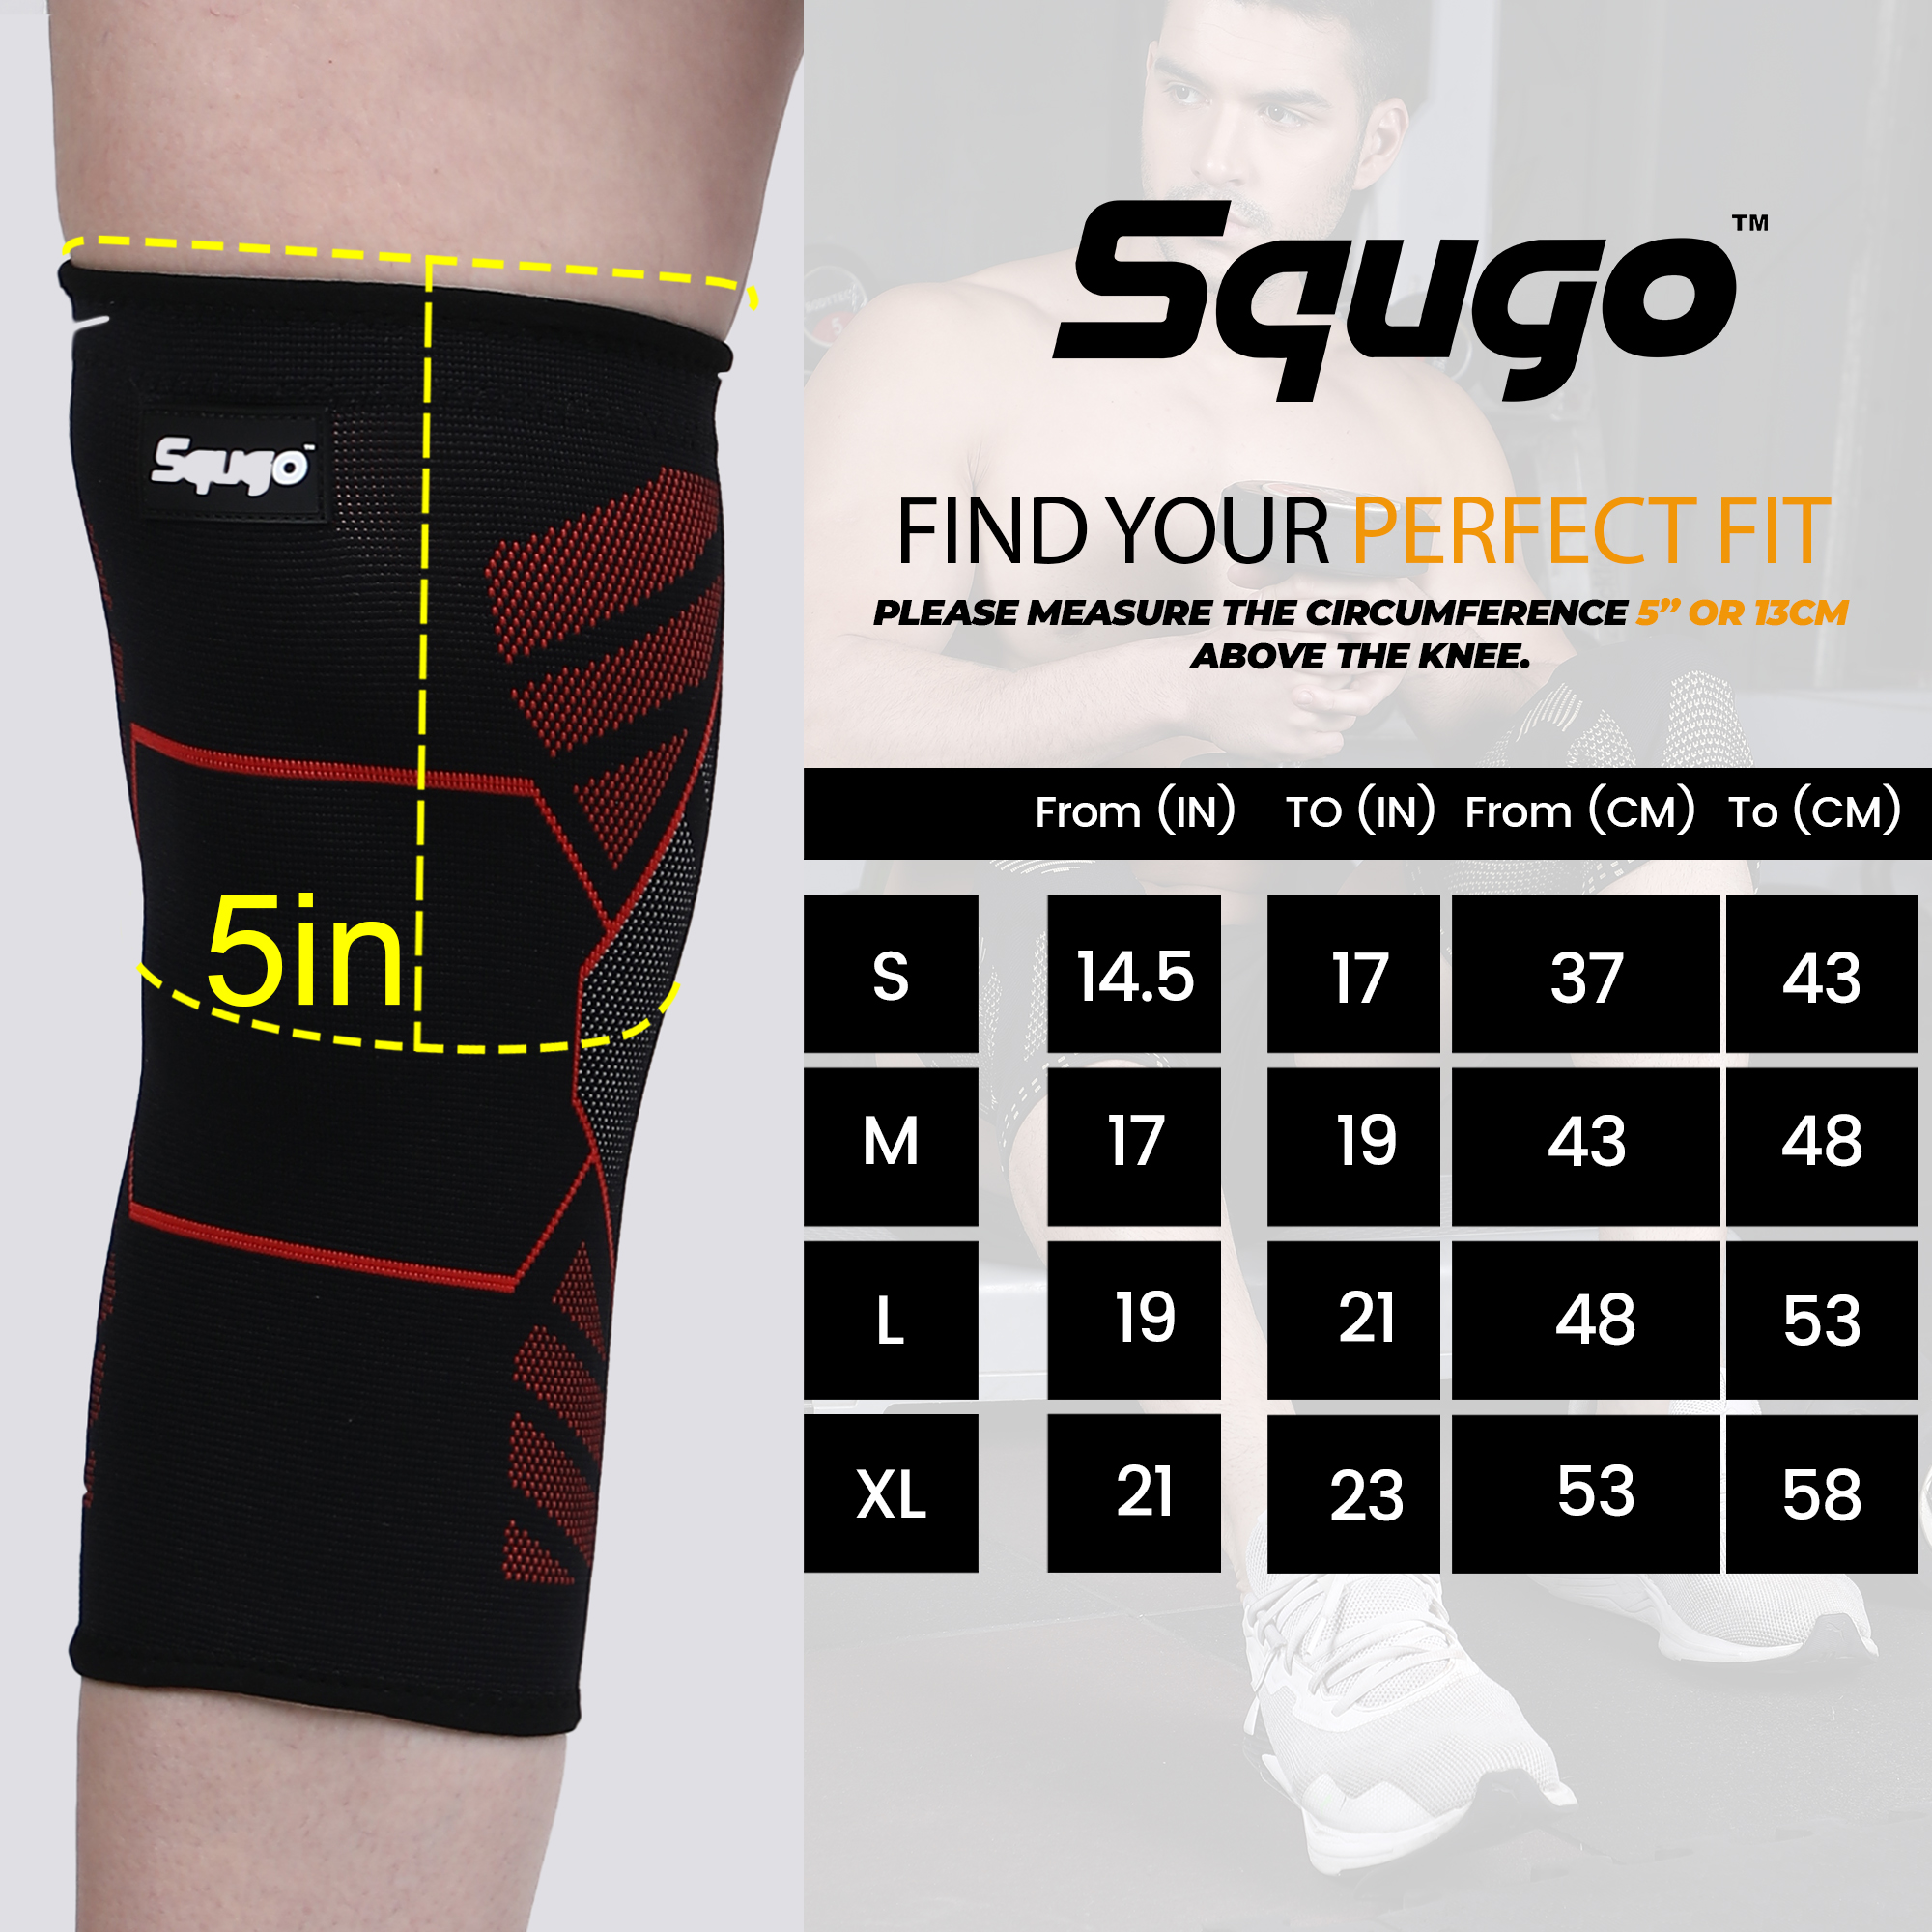 Squgo™
5in
Squgo™
FIND YOUR PERFECT FIT
PLEASE MEASURE THE CIRCUMFERENCE 5” OR 13CM
ABOVE THE KNEE.
From (IN) TO (IN) From (CM) To (CM)
S 14.5 17 37 43
M 17 19 43 48
L 19 21 48 53
XL 21 23 53 58